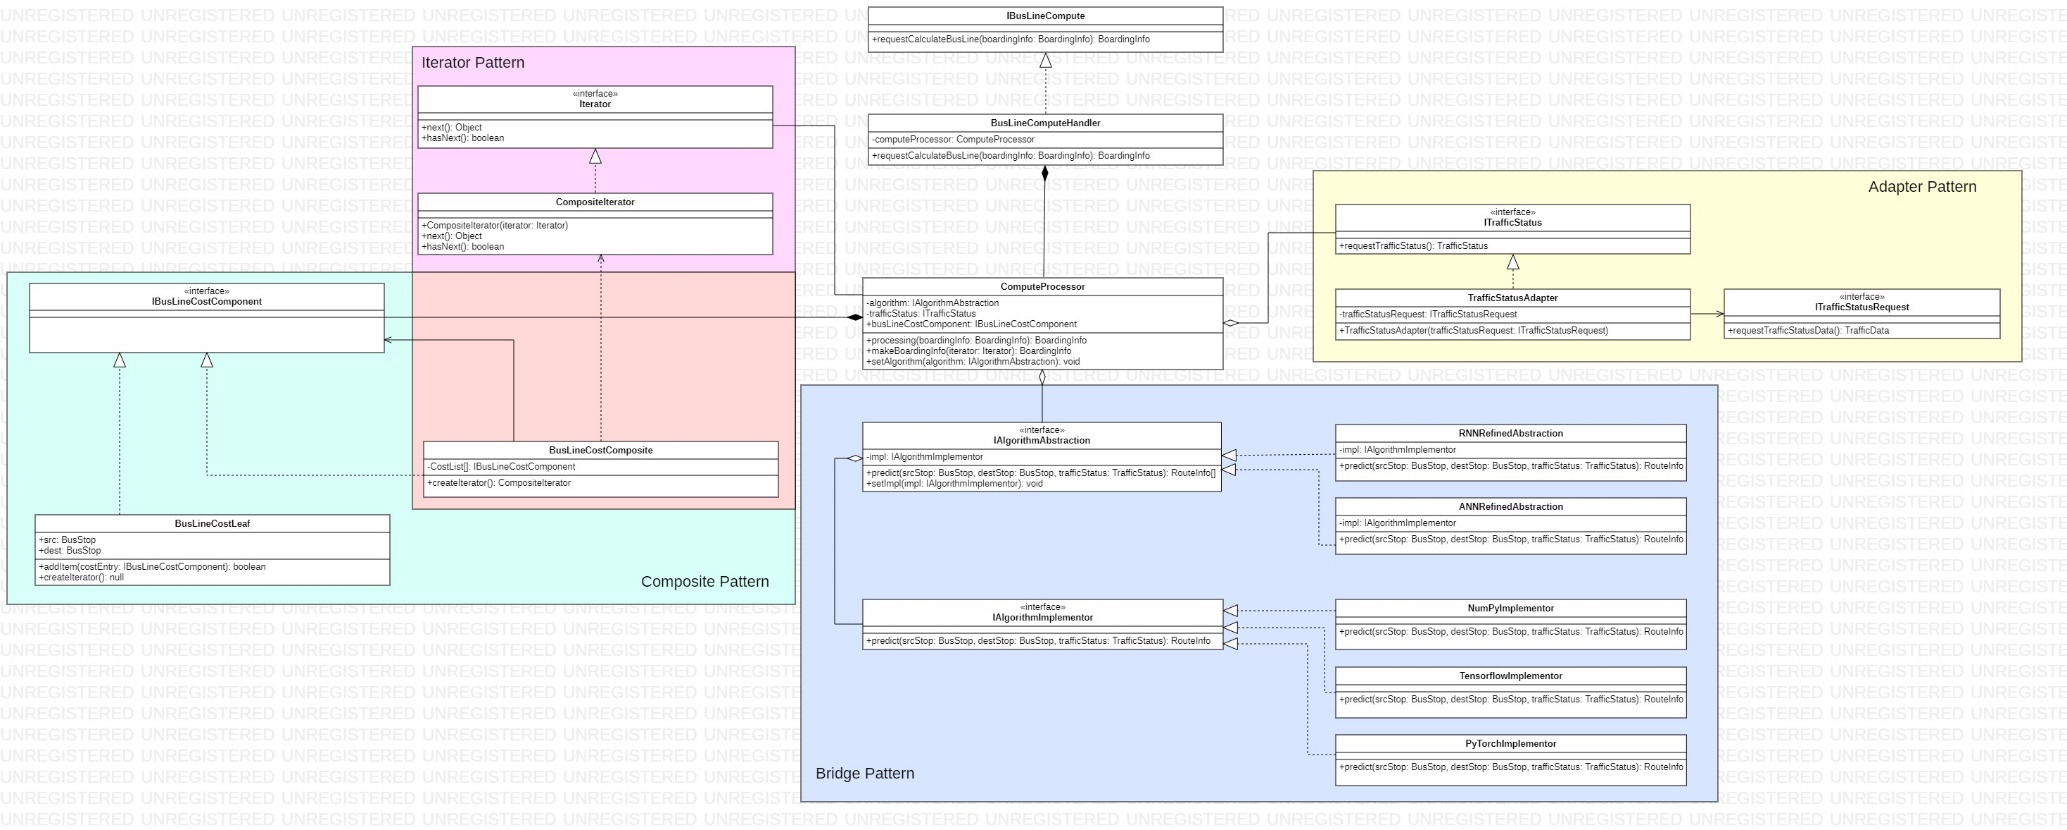 IBusLineCompute
+requestCalculateBusLine(boardingInfo: BoardingInfo): BoardingInfo
BusLineComputeHandler
-computeProcessor: ComputeProcessor
+requestCalculateBusLine(boardingInfo: BoardingInfo): BoardingInfo
Iterator Pattern
«interface»
Iterator
+next(): Object
+hasNext(): boolean
CompositeIterator
+CompositeIterator(iterator: Iterator)
+next(): Object
+hasNext(): boolean
Adapter Pattern
«interface»
ITrafficStatus
+requestTrafficStatus(): TrafficStatus
TrafficStatusAdapter
-trafficStatusRequest: ITrafficStatusRequest
+TrafficStatusAdapter(trafficStatusRequest: ITrafficStatusRequest)
«interface»
ITrafficStatusRequest
+requestTrafficStatusData(): TrafficData
«interface»
IBusLineCostComponent
ComputeProcessor
-algorithm: IAlgorithmAbstraction
-trafficStatus: ITrafficStatus
+busLineCostComponent: IBusLineCostComponent
+processing(boardingInfo: BoardingInfo): BoardingInfo
+makeBoardingInfo(iterator: Iterator): BoardingInfo
+setAlgorithm(algorithm: IAlgorithmAbstraction): void
BusLineCostComposite
-CostList[]: IBusLineCostComponent
+createIterator(): CompositeIterator
BusLineCostLeaf
+src: BusStop
+dest: BusStop
+addItem(costEntry: IBusLineCostComponent): boolean
+createIterator(): null
Composite Pattern
«interface»
IAlgorithmAbstraction
-impl: IAlgorithmImplementor
+predict(srcStop: BusStop, destStop: BusStop, trafficStatus: TrafficStatus): RouteInfo[]
+setImpl(impl: IAlgorithmImplementor): void
RNNRefinedAbstraction
-impl: IAlgorithmImplementor
+predict(srcStop: BusStop, destStop: BusStop, trafficStatus: TrafficStatus): RouteInfo
ANNRefinedAbstraction
-impl: IAlgorithmImplementor
+predict(srcStop: BusStop, destStop: BusStop, trafficStatus: TrafficStatus): RouteInfo
«interface»
IAlgorithmImplementor
+predict(srcStop: BusStop, destStop: BusStop, trafficStatus: TrafficStatus): RouteInfo
NumPyImplementor
+predict(srcStop: BusStop, destStop: BusStop, trafficStatus: TrafficStatus): RouteInfo
TensorflowImplementor
+predict(srcStop: BusStop, destStop: BusStop, trafficStatus: TrafficStatus): RouteInfo
PyTorchImplementor
+predict(srcStop: BusStop, destStop: BusStop, trafficStatus: TrafficStatus): RouteInfo
Bridge Pattern